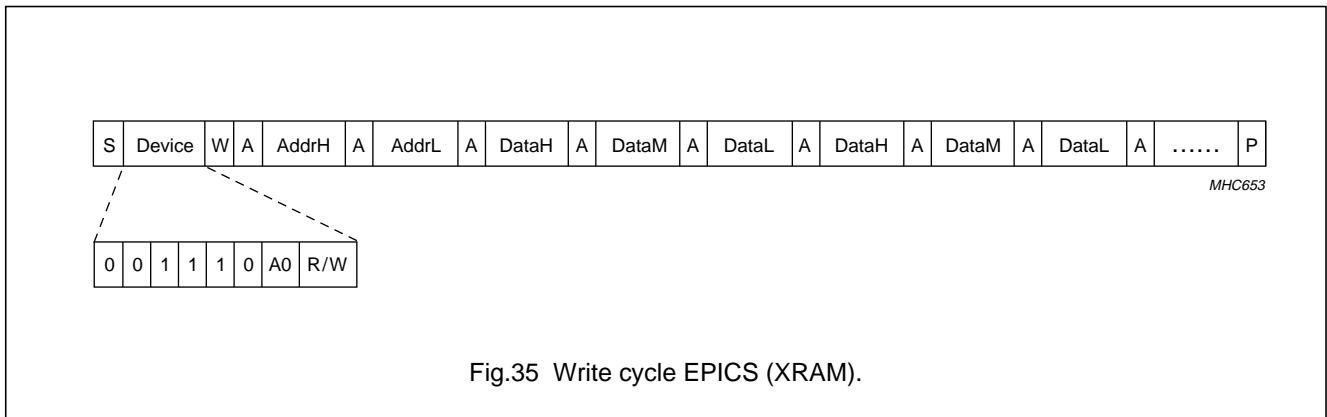 S Device W A AddrH A AddrL A DataH A DataM A DataL A DataH A DataM A DataL A ...... P
MHC653
0 0 1 1 1 0 A0 R/W
Fig.35 Write cycle EPICS (XRAM).